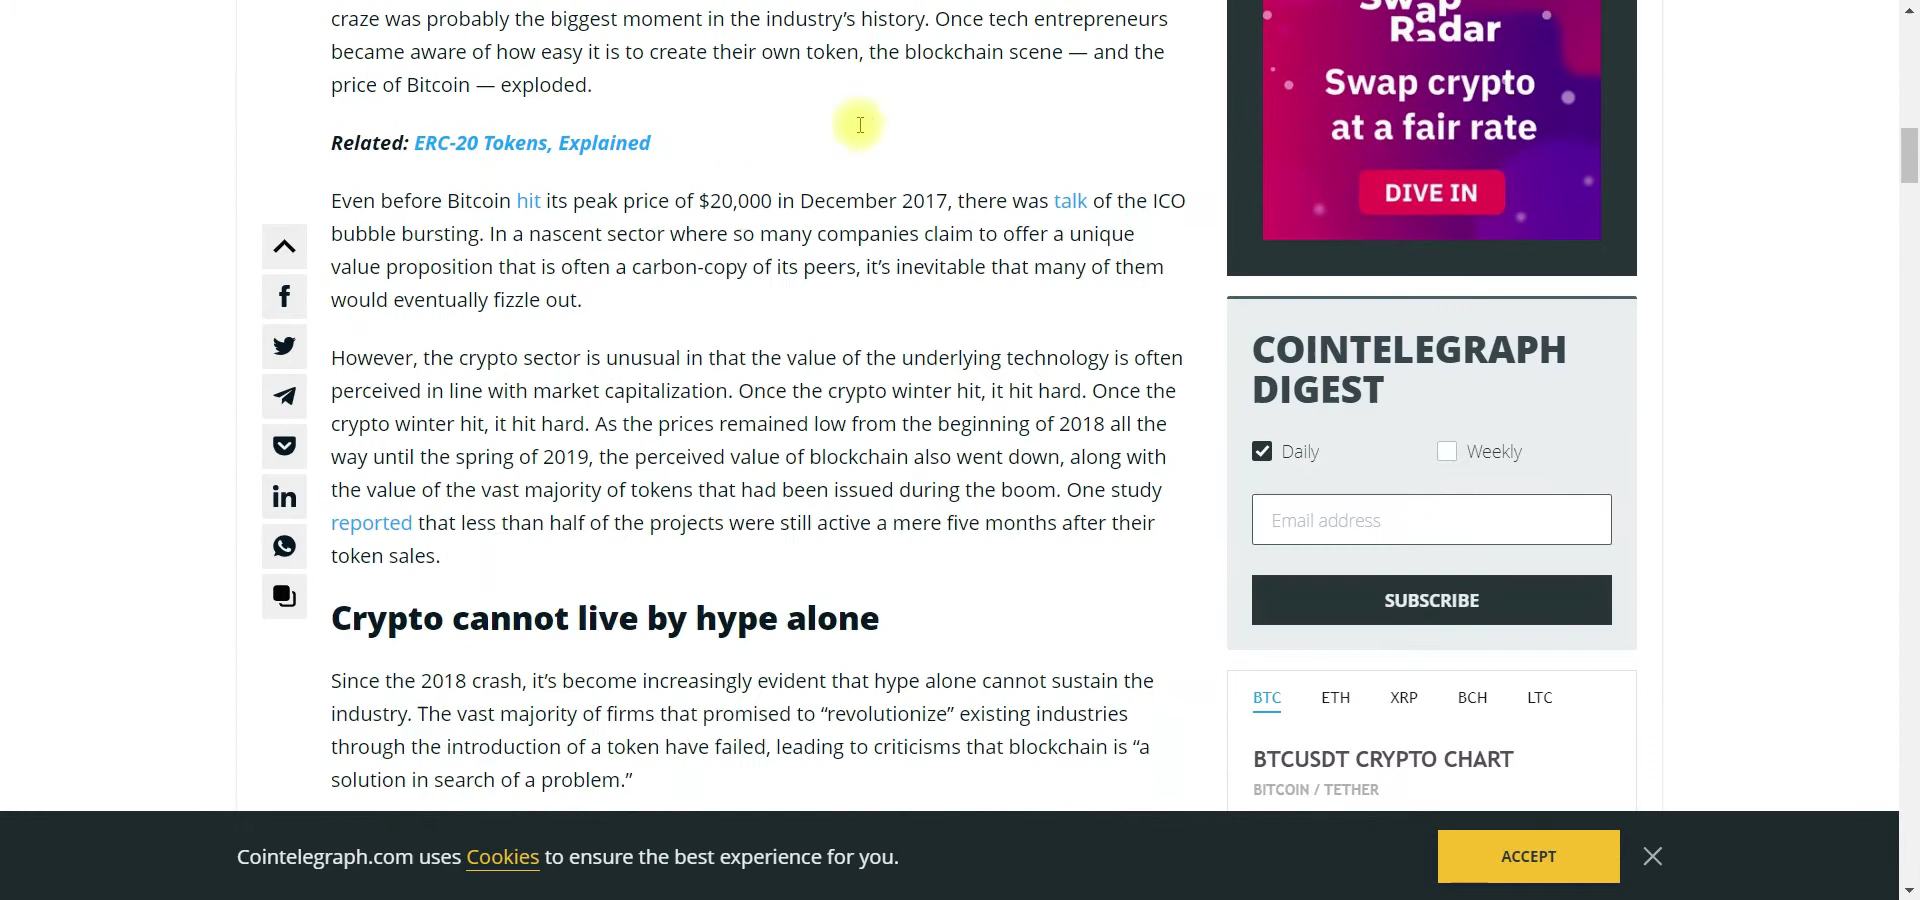 craze was probably the biggest moment in the industry’s history. Once tech entrepreneurs
became aware of how easy it is to create their own token, the blockchain scene — and the
price of Bitcoin — exploded.
Related: ERC-20 Tokens, Explained
Even before Bitcoin hit its peak price of $20,000 in December 2017, there was talk of the ICO
bubble bursting. In a nascent sector where so many companies claim to offer a unique
value proposition that is often a carbon-copy of its peers, it’s inevitable that many of them
would eventually fizzle out.
However, the crypto sector is unusual in that the value of the underlying technology is often
perceived in line with market capitalization. Once the crypto winter hit, it hit hard. Once the
crypto winter hit, it hit hard. As the prices remained low from the beginning of 2018 all the
way until the spring of 2019, the perceived value of blockchain also went down, along with
the value of the vast majority of tokens that had been issued during the boom. One study
reported that less than half of the projects were still active a mere five months after their
token sales.
Crypto cannot live by hype alone
Since the 2018 crash, it’s become increasingly evident that hype alone cannot sustain the
industry. The vast majority of firms that promised to “revolutionize” existing industries
through the introduction of a token have failed, leading to criticisms that blockchain is “a
solution in search of a problem.”
Swap
Radar
Swap crypto
at a fair rate
DIVE IN
COINTELEGRAPH
DIGEST
Daily
Weekly
Email address
SUBSCRIBE
BTC ETH XRP BCH LTC
BTCUSDT CRYPTO CHART
BITCOIN / TETHER
Cointelegraph.com uses Cookies to ensure the best experience for you.
ACCEPT